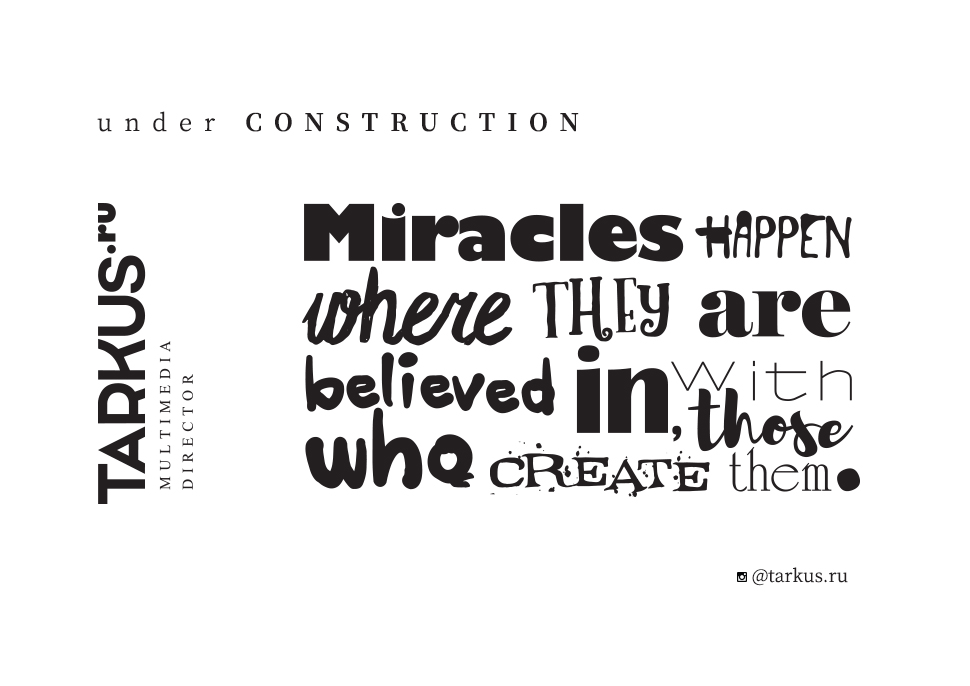 under CONSTRUCTION
TARKUS.ru
MULTIMEDIA
DIRECTOR
Miracles HAPPEN
where THEY are
believed in, with those
who CREATE them.
@tarkus.ru